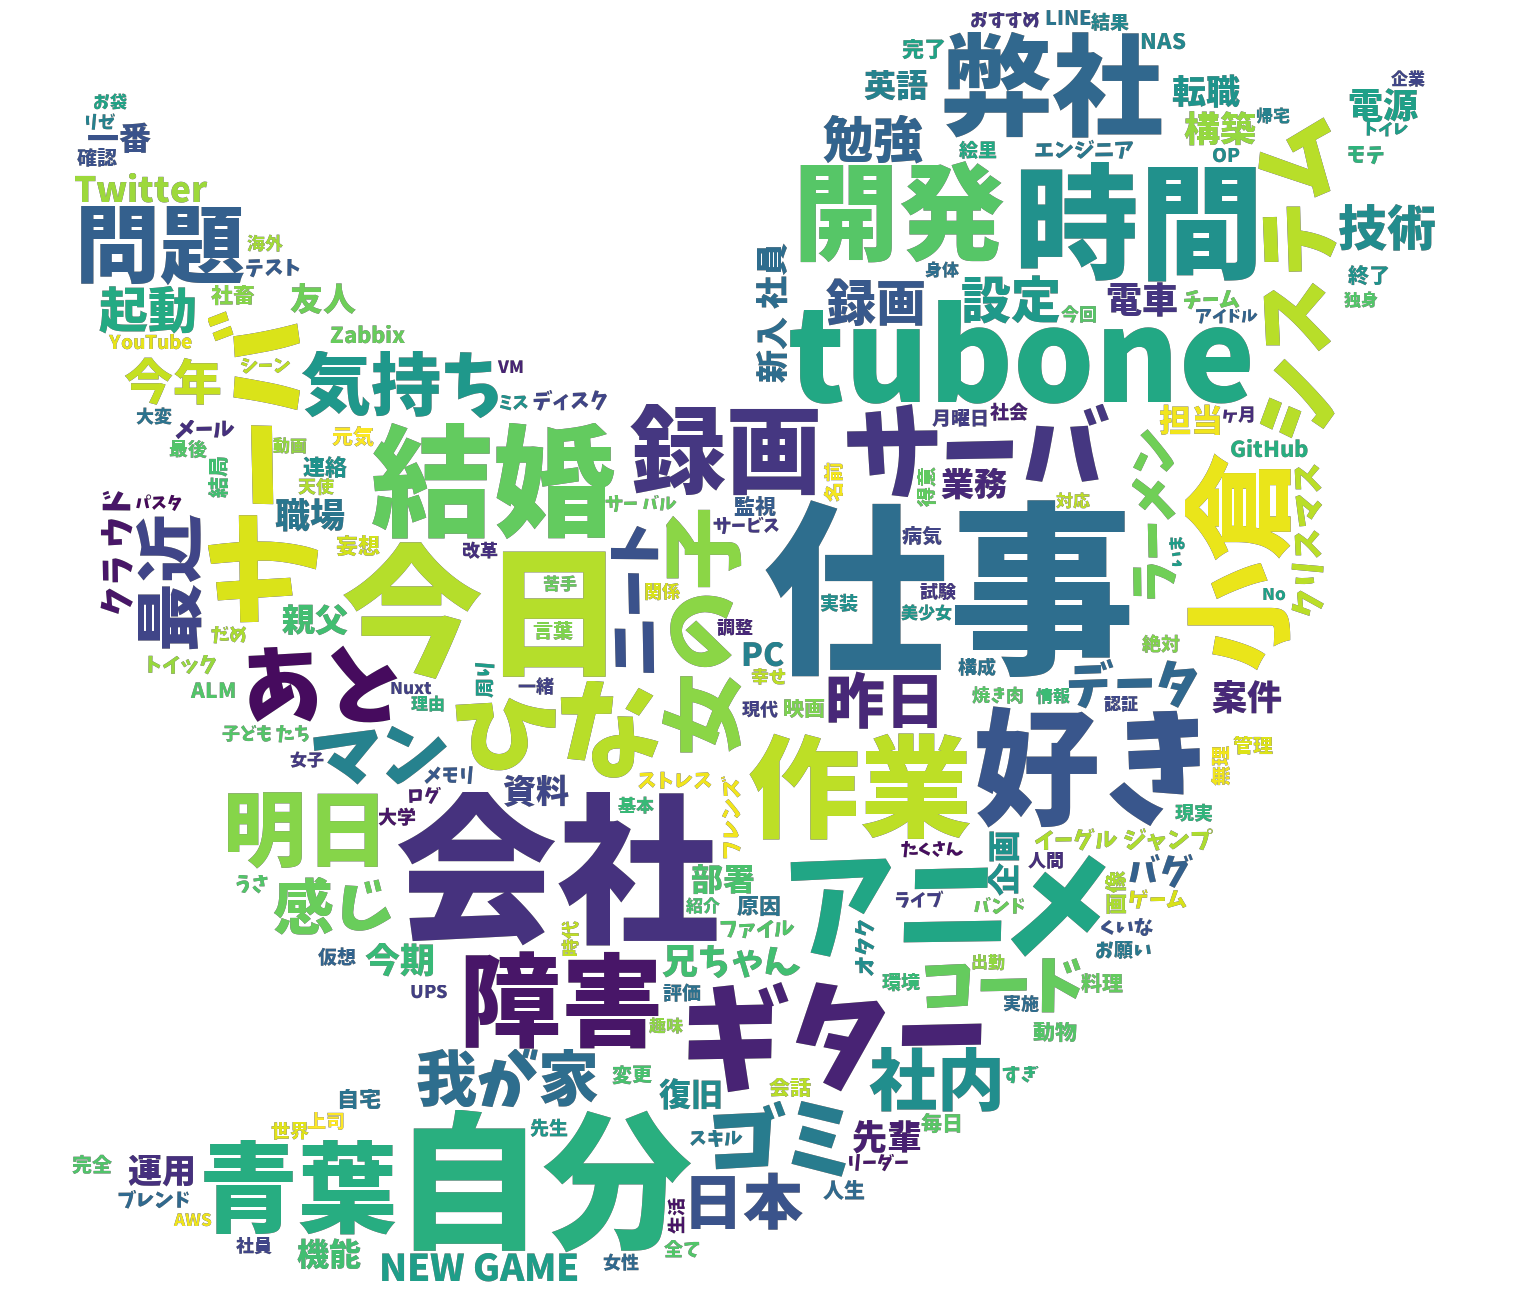 おすすめ
LINE
結果
完了
弊社
NAS
英語
転職
企業
電源
お袋
リゼ
一番
確認
勉強
絵里
エンジニア
構築
帰宅
OP
トイレ
モテ
システム
Twitter
問題
海外
テスト
開発
時間
技術
終了
独身
新入社員
身体
起動
社畜
友人
録画
設定
今回
電車
チーム
アイドル
YouTube
Zabbix
サーバ
シーン
今年
気持ち
VM
tubone
大変
メール
最後
結局
動画
元気
連絡
天使
ミス
ディスク
結婚
録画
サーバ
月曜日
社会
担当
ケ月
GitHub
クラウド
パスタ
最近
職場
妄想
改革
サーバル
監視
サービス
名前
得意
業務
対応
ラーメン
いま
小倉
クリスマス
No
今日
苦手
言葉
ミニ
関係
女の子
調整
仕事
病気
実装
試験
美少女
だめ
親父
トイック
ALM
あと
Nuxt
理由
周り
一緒
PC
幸せ
現代
映画
昨日
構成
絶対
焼き肉
情報
データ
認証
案件
子どもたち
女子
マン
メモリ
ひな
ストレス
フレンズ
作業
好き
無理
管理
明日
ログ
大学
資料
基本
現実
うさ
感じ
会社
部署
紹介
原因
ファイル
アニメ
たくさん
企画
人間
イーグルジャンプ
バグ
画像
ゲーム
ライブ
バンド
くいな
お願い
オタク
仮想
今期
UPS
時代
障害
兄ちゃん
評価
趣味
環境
コード
出勤
実施
料理
動物
ギター
我が家
変更
復旧
会話
社内
すぎ
自宅
世界
上司
先生
スキル
ゴミ
先輩
毎日
リーダー
完全
運用
ブレンド
AWS
青葉
自分
生活
日本
人生
社員
機能
NEW GAME
女性
全て